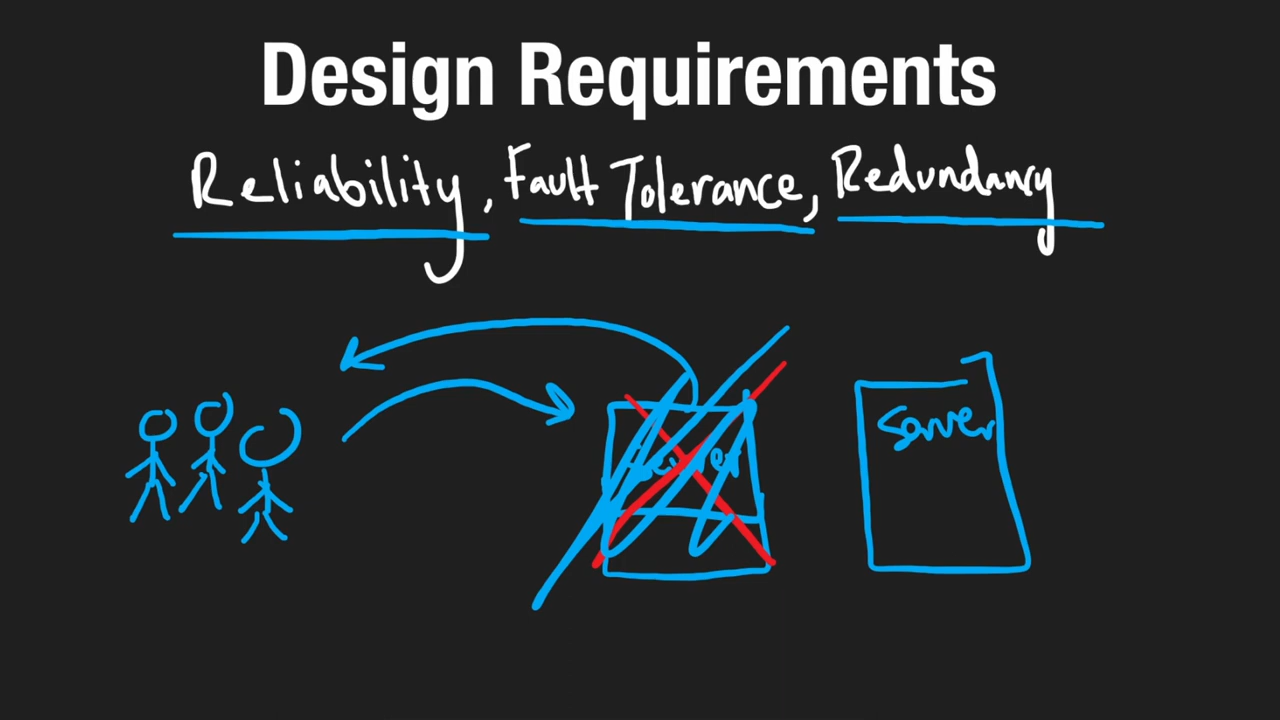 Design Requirements
Reliability, Fault Tolerance, Redundancy
Server